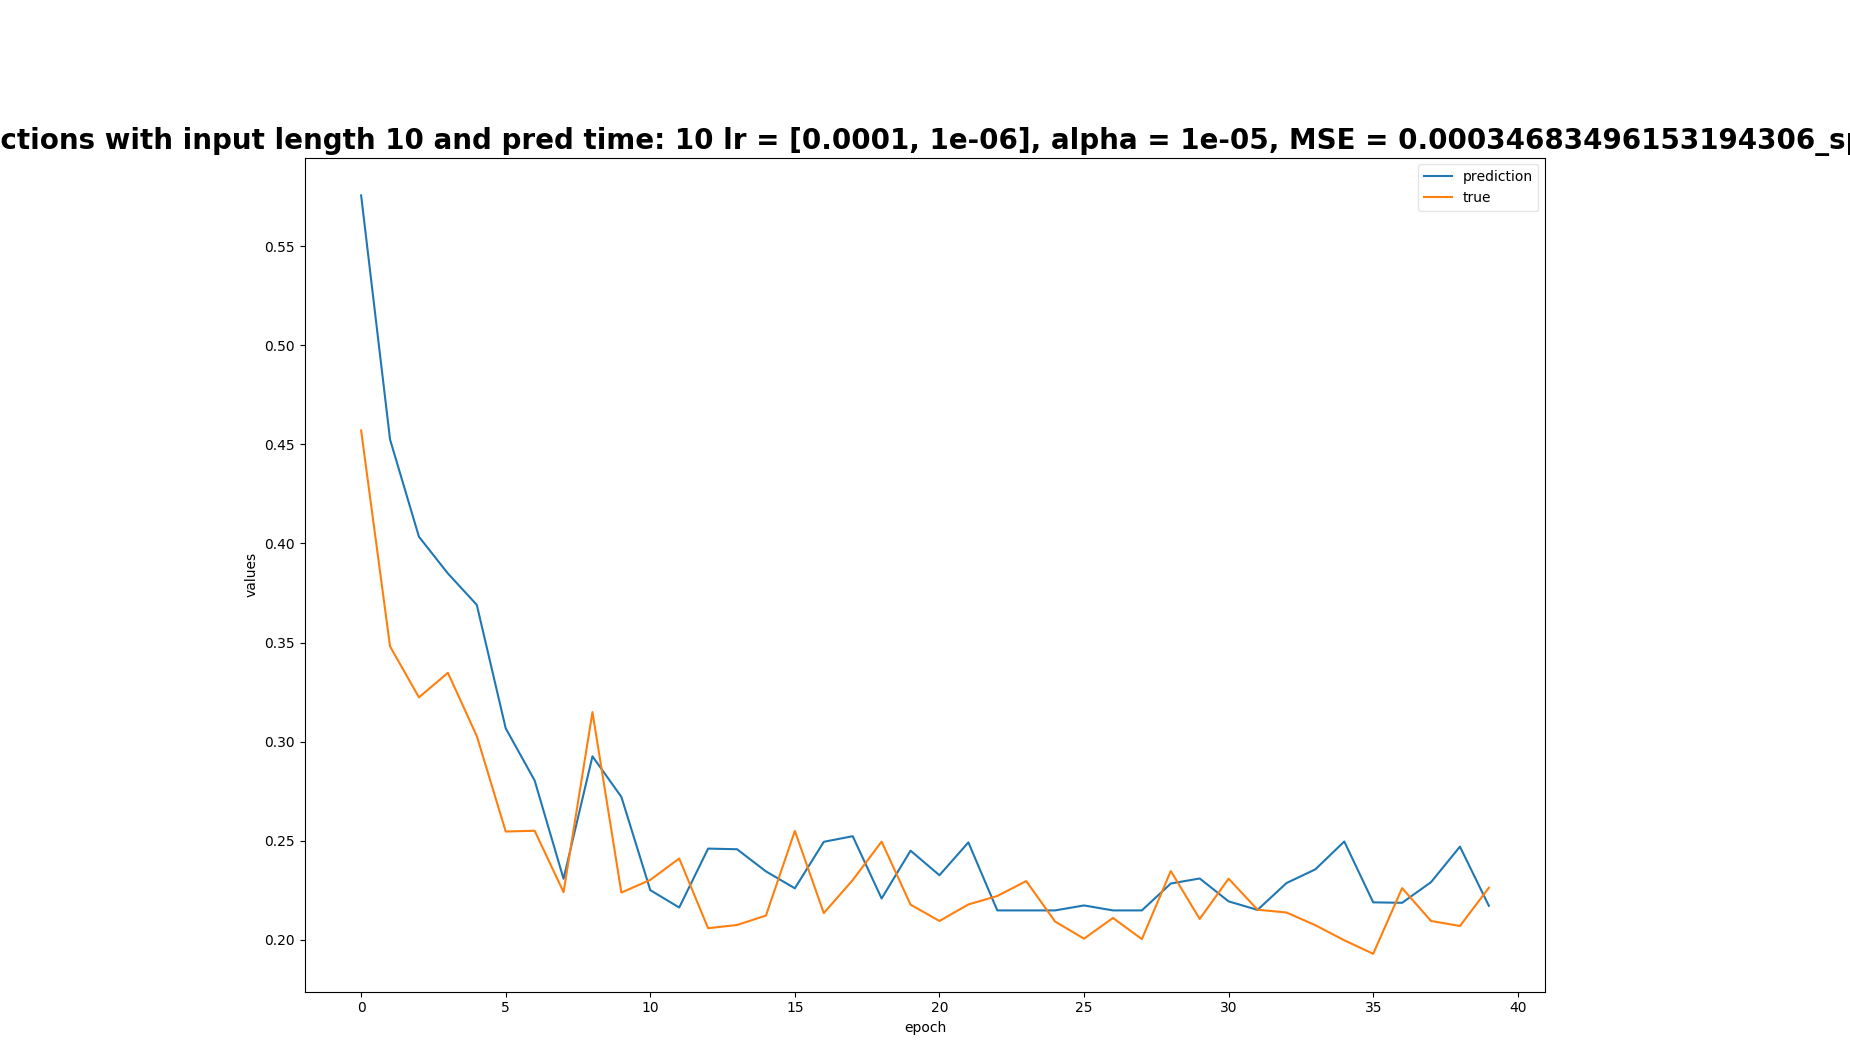 ctions with input length 10 and pred time: 10 lr = [0.0001, 1e-06], alpha = 1e-05, MSE = 0.00034683496153194306_sp
prediction
true
0.55
0.50
0.45
0.40
0.35
0.30
0.25
0.20
values
0 5 10 15 20 25 30 35 40
epoch